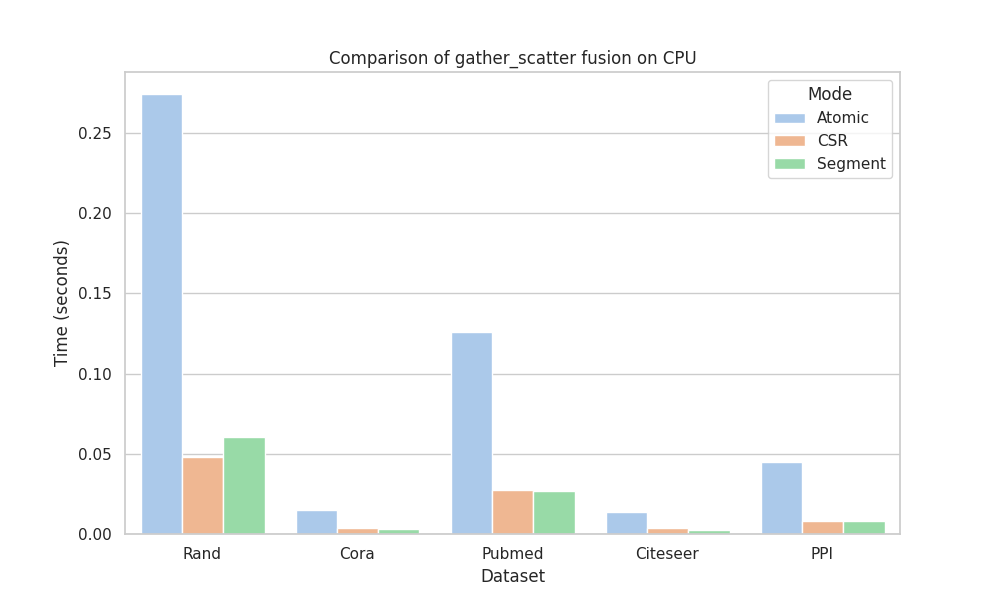 Comparison of gather_scatter fusion on CPU
Mode
Atomic
CSR
Segment
Time (seconds)
0.25
0.20
0.15
0.10
0.05
0.00
Rand Cora Pubmed Citeseer PPI
Dataset